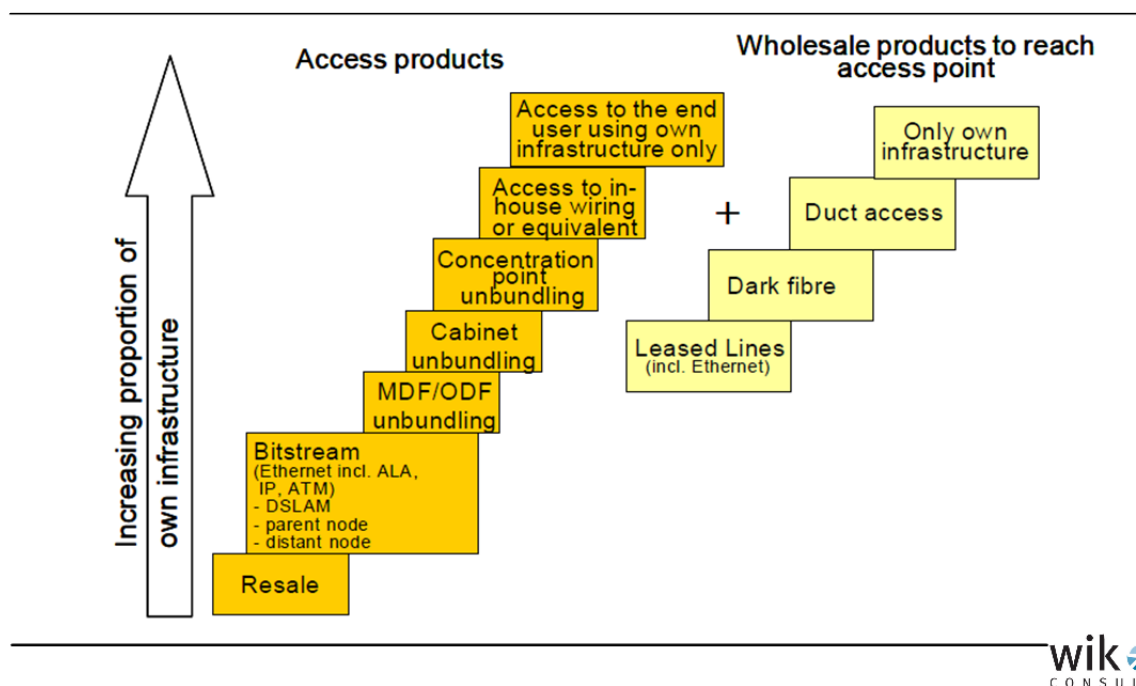 Access products
Wholesale products to reach
access point
Increasing proportion of
own infrastructure
Access to the end
user using own
infrastructure only
Access to in-
house wiring
or equivalent
Concentration
point
unbundling
Cabinet
unbundling
MDF/ODF
unbundling
Bitstream
(Ethernet incl. ALA,
IP, ATM)
- DSLAM
- parent node
- distant node
Resale
+
Only own
infrastructure
Duct access
Dark fibre
Leased Lines
(incl. Ethernet)
wik
CONSUL